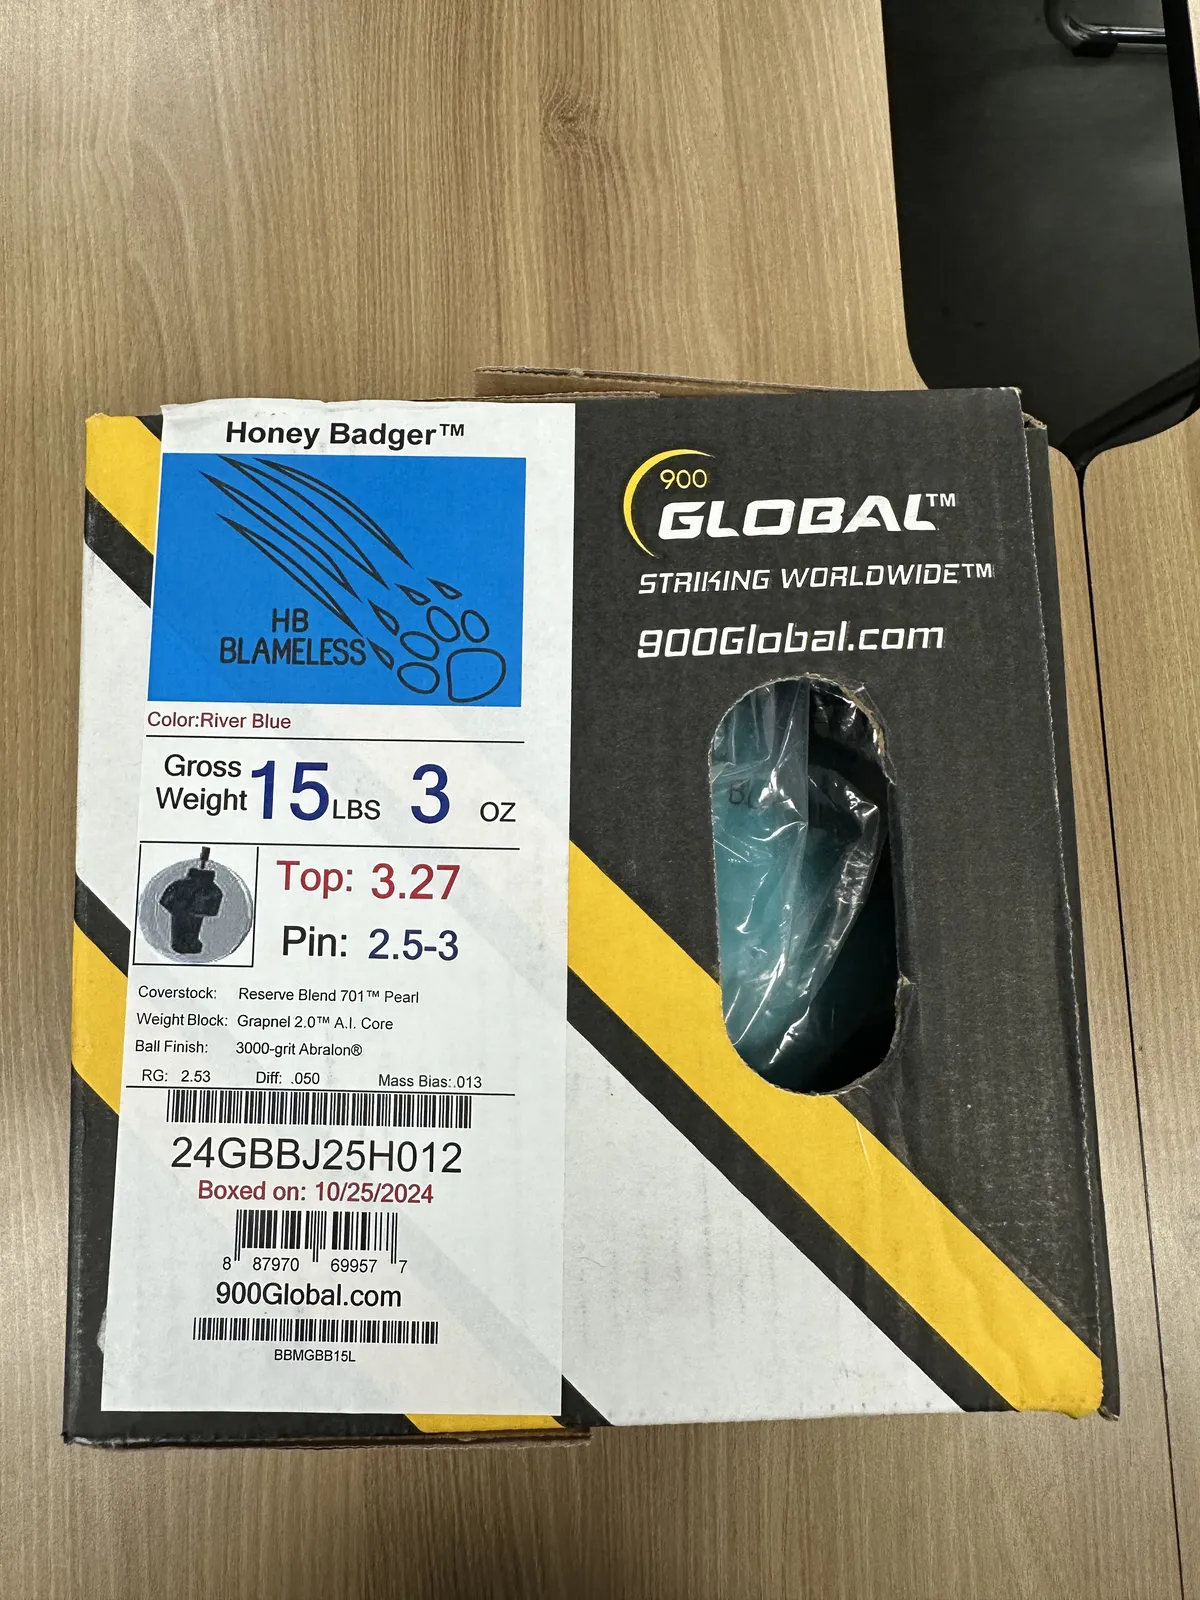 Honey Badger™
HB
BLAMELESS
Color:River Blue
Gross Weight 15 LBS 3 OZ
Top: 3.27
Pin: 2.5-3
Coverstock: Reserve Blend 701™ Pearl
Weight Block: Grapnel 2.0™ A.I. Core
Ball Finish: 3000-grit Abralon®
RG: 2.53 Diff: .050 Mass Bias:.013
24GBBJ25H012
Boxed on: 10/25/2024
8 87970 69957 7
900Global.com
BBMGBB15L
900
GLOBAL™
STRIKING WORLDWIDE™
900Global.com